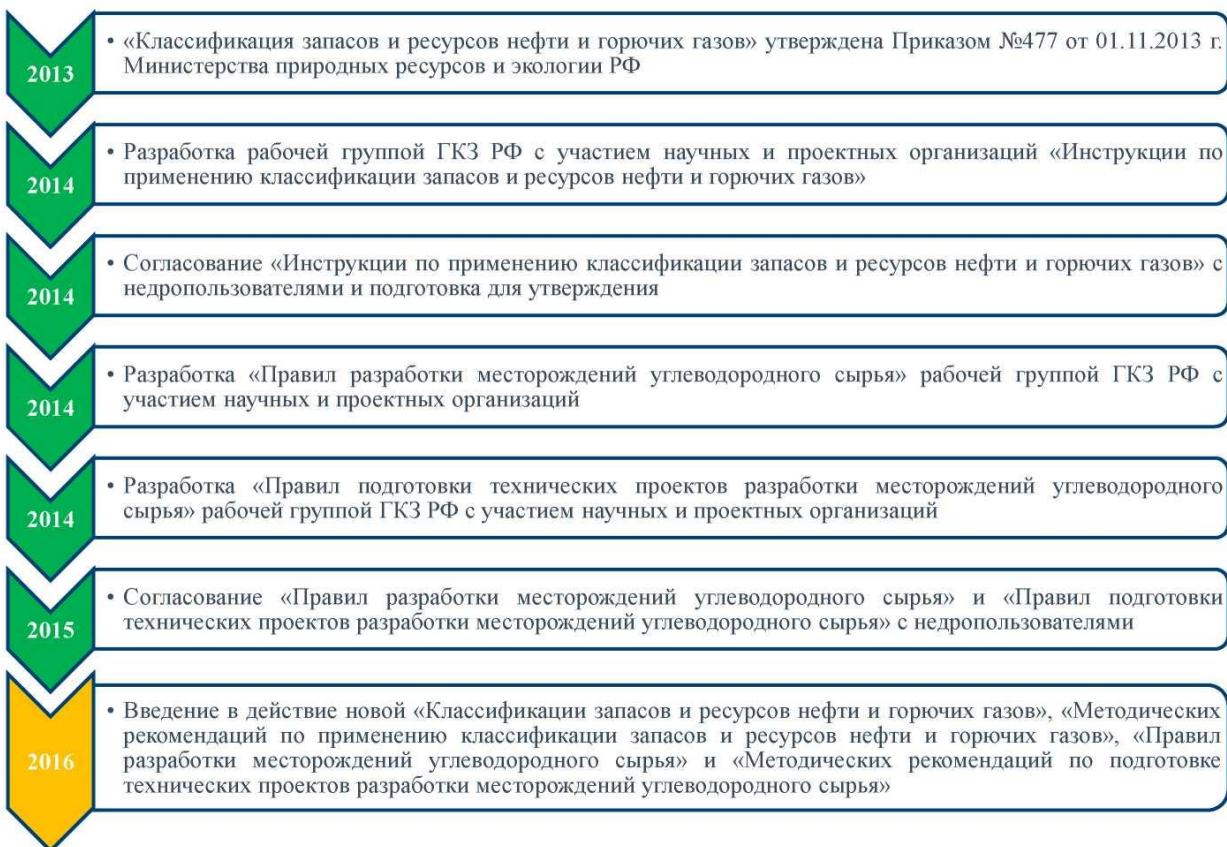 2013
• «Классификация запасов и ресурсов нефти и горючих газов» утверждена Приказом №477 от 01.11.2013 г.
Министерства природных ресурсов и экологии РФ
2014
• Разработка рабочей группой ГКЗ РФ с участием научных и проектных организаций «Инструкции по
применению классификации запасов и ресурсов нефти и горючих газов»
2014
• Согласование «Инструкции по применению классификации запасов и ресурсов нефти и горючих газов» с
недропользователями и подготовка для утверждения
2014
• Разработка «Правил разработки месторождений углеводородного сырья» рабочей группой ГКЗ РФ с
участием научных и проектных организаций
2014
• Разработка «Правил подготовки технических проектов разработки месторождений углеводородного
сырья» рабочей группой ГКЗ РФ с участием научных и проектных организаций
2015
• Согласование «Правил разработки месторождений углеводородного сырья» и «Правил подготовки
технических проектов разработки месторождений углеводородного сырья» с недропользователями
2016
• Введение в действие новой «Классификации запасов и ресурсов нефти и горючих газов», «Методических
рекомендаций по применению классификации запасов и ресурсов нефти и горючих газов», «Правил
разработки месторождений углеводородного сырья» и «Методических рекомендаций по подготовке
технических проектов разработки месторождений углеводородного сырья»